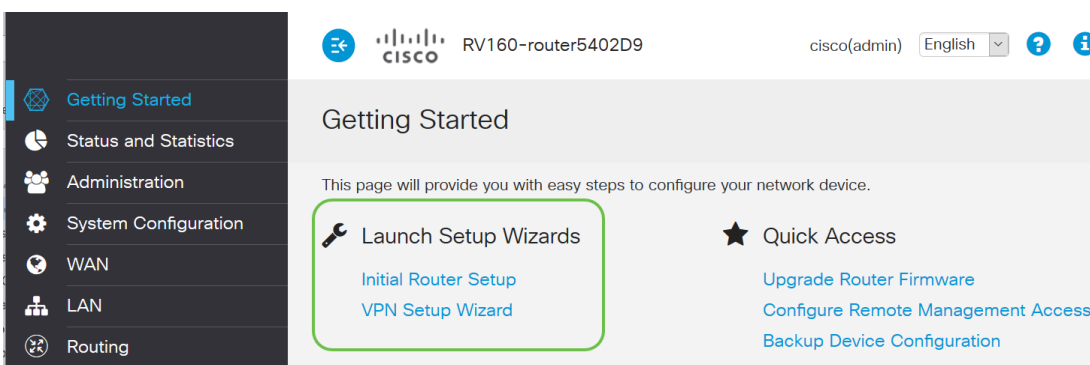 CISCO
RV160-router5402D9
cisco(admin)
English
?
i
Getting Started
Status and Statistics
Administration
System Configuration
WAN
LAN
Routing
Getting Started
This page will provide you with easy steps to configure your network device.
Launch Setup Wizards
Initial Router Setup
VPN Setup Wizard
Quick Access
Upgrade Router Firmware
Configure Remote Management Access
Backup Device Configuration